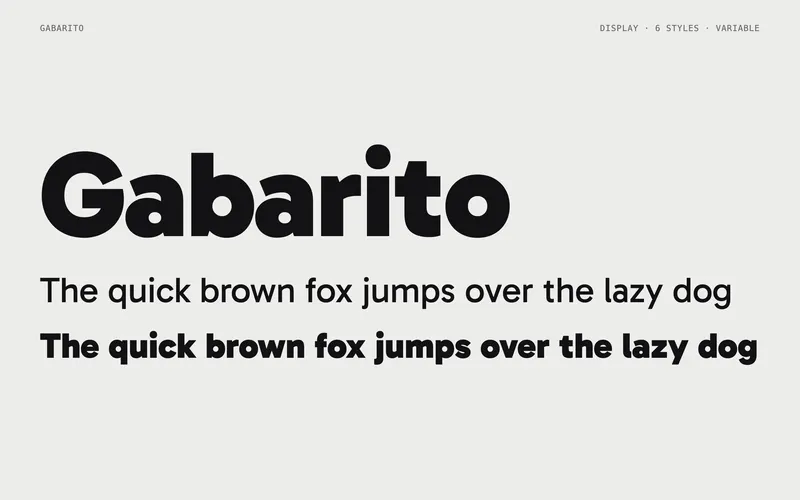 GABARITO
DISPLAY · 6 STYLES · VARIABLE
Gabarito
The quick brown fox jumps over the lazy dog
The quick brown fox jumps over the lazy dog